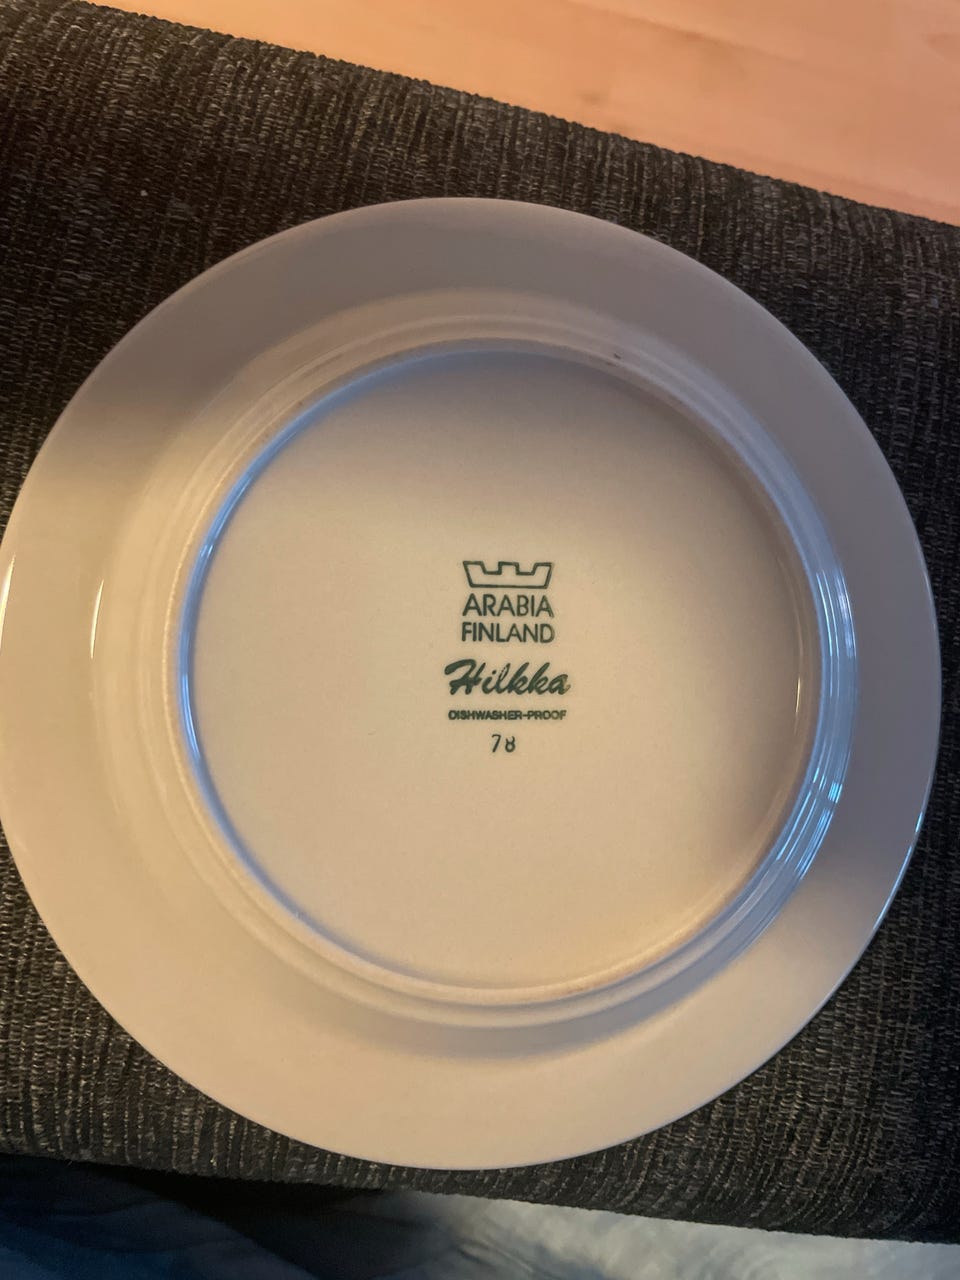 ARABIA
FINLAND
Hilkka
DISHWASHER-PROOF
78